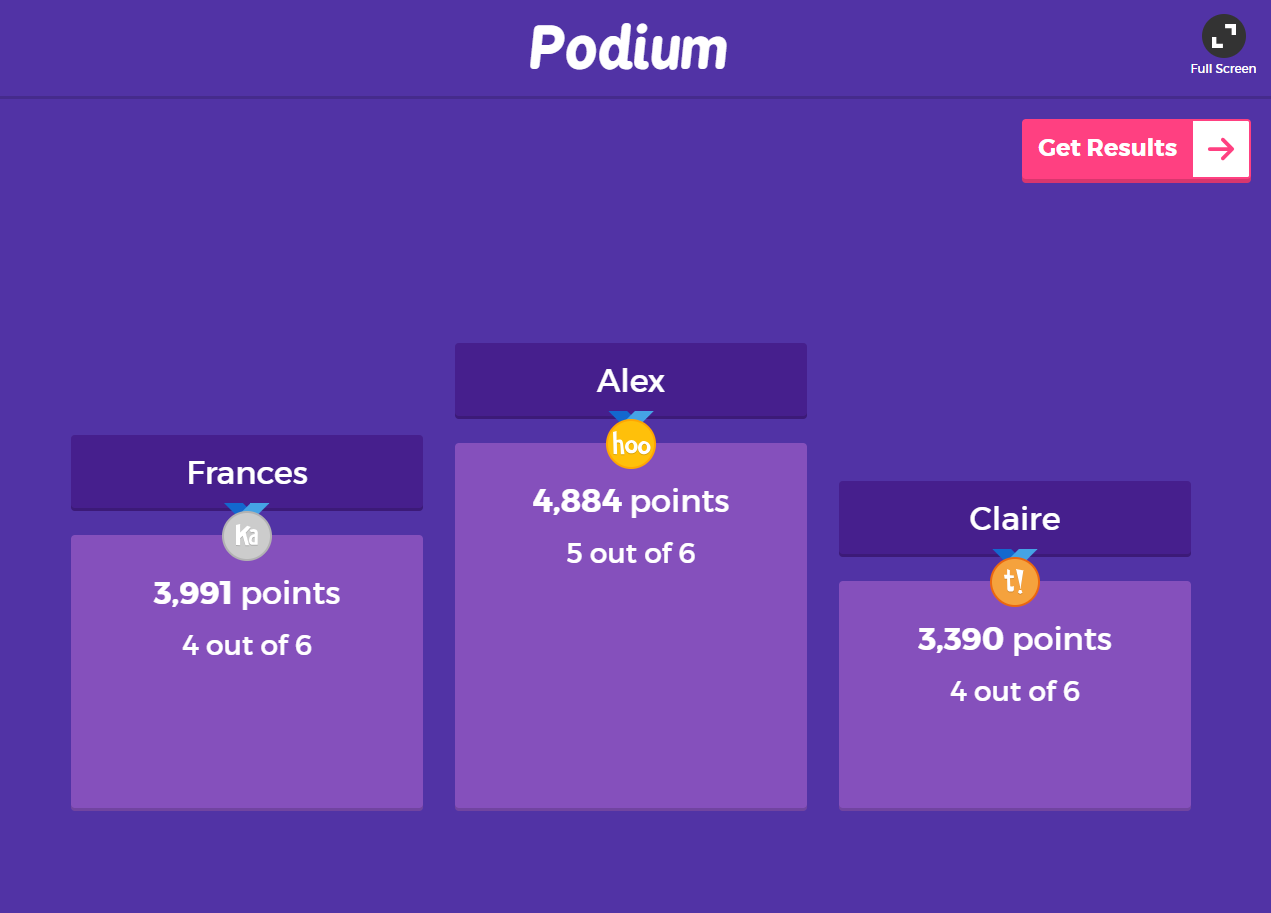 Podium
Full Screen
Get Results
Alex
hoo
4,884 points
5 out of 6
Frances
Ka
3,991 points
4 out of 6
Claire
t!
3,390 points
4 out of 6